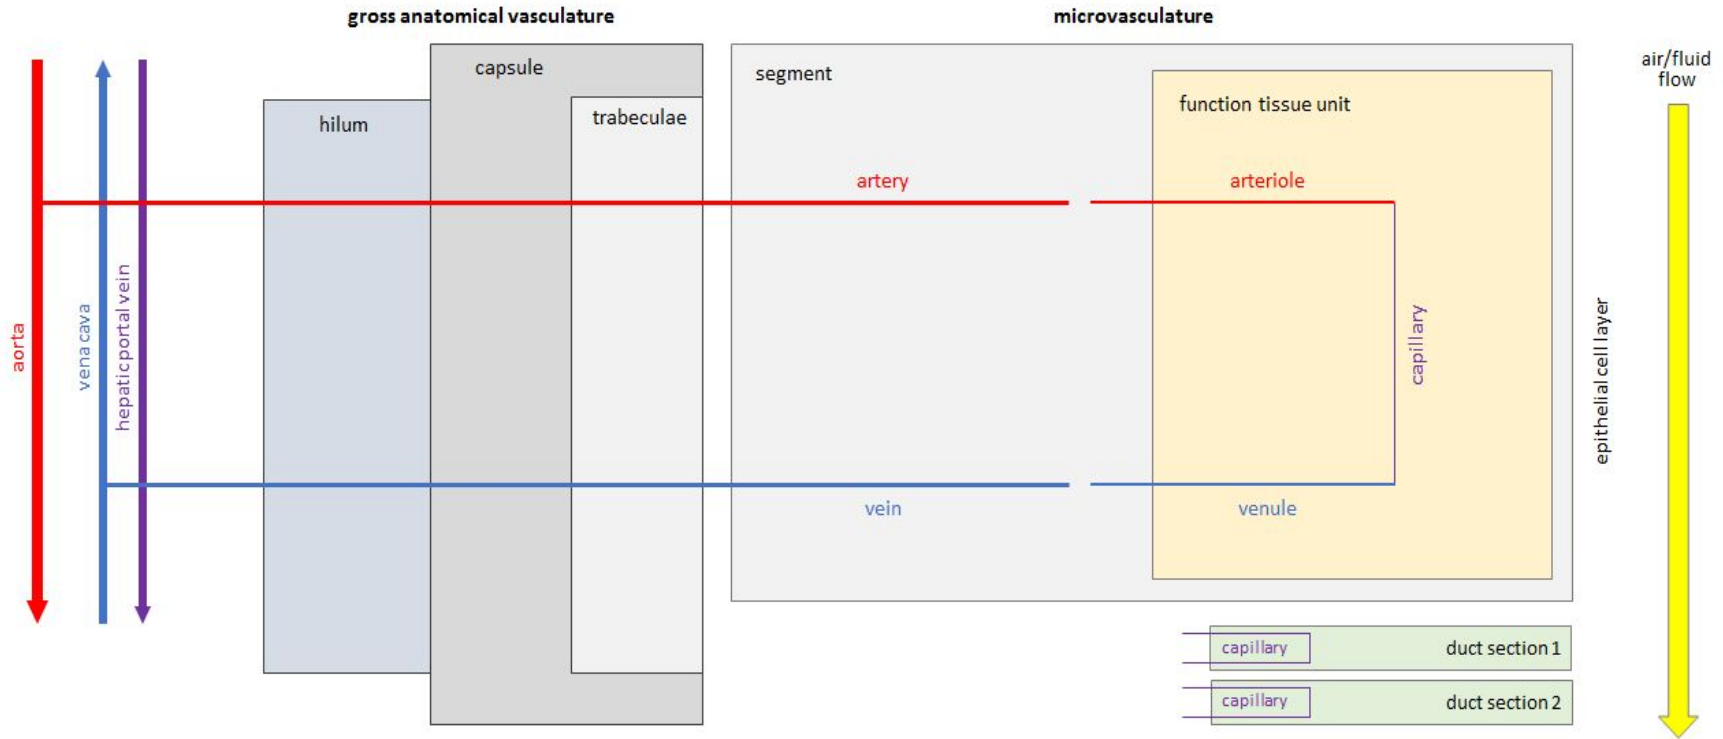 gross anatomical vasculature
microvasculature
capsule
segment
air/fluid
flow
hilum
trabeculae
function tissue unit
artery
arteriole
aorta
vena cava
hepatic portal vein
capillary
epithelial cell layer
vein
venule
capillary
duct section 1
capillary
duct section 2